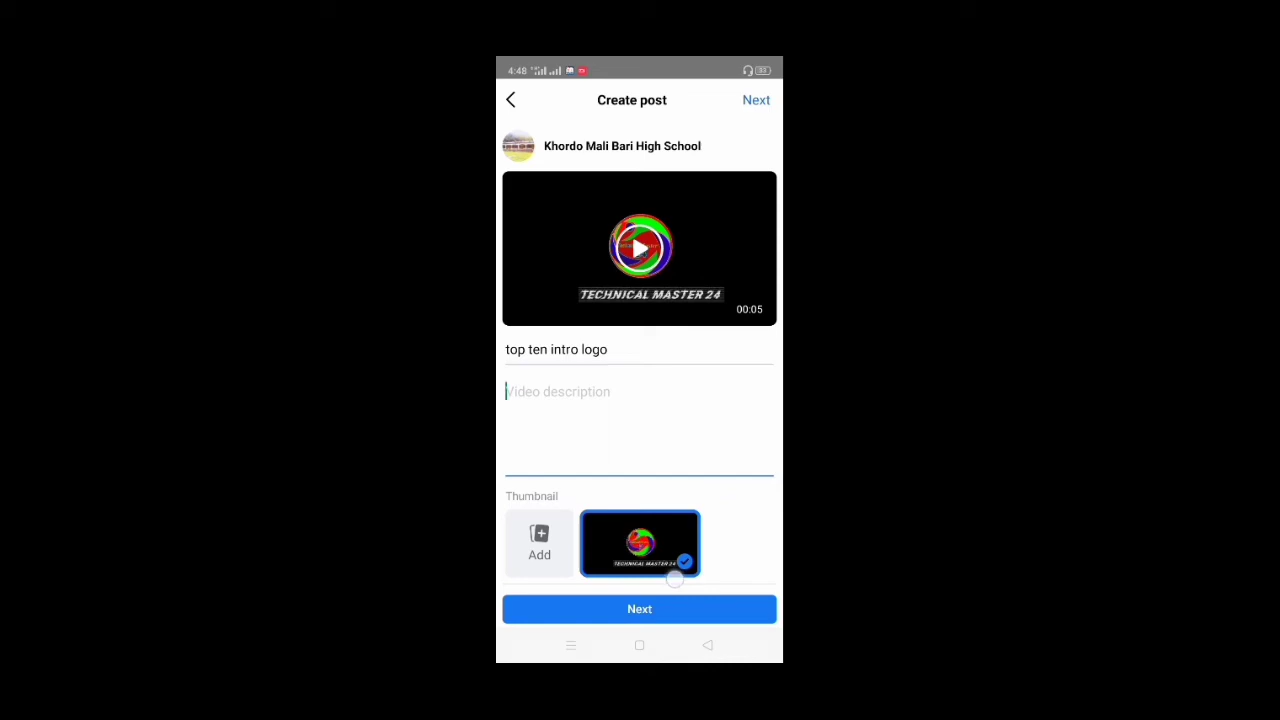 4:48
33
Create post
Next
Khordo Mali Bari High School
TECHNICAL MASTER 24
00:05
top ten intro logo
Video description
Thumbnail
Add
TECHNICAL MASTER 24
Next